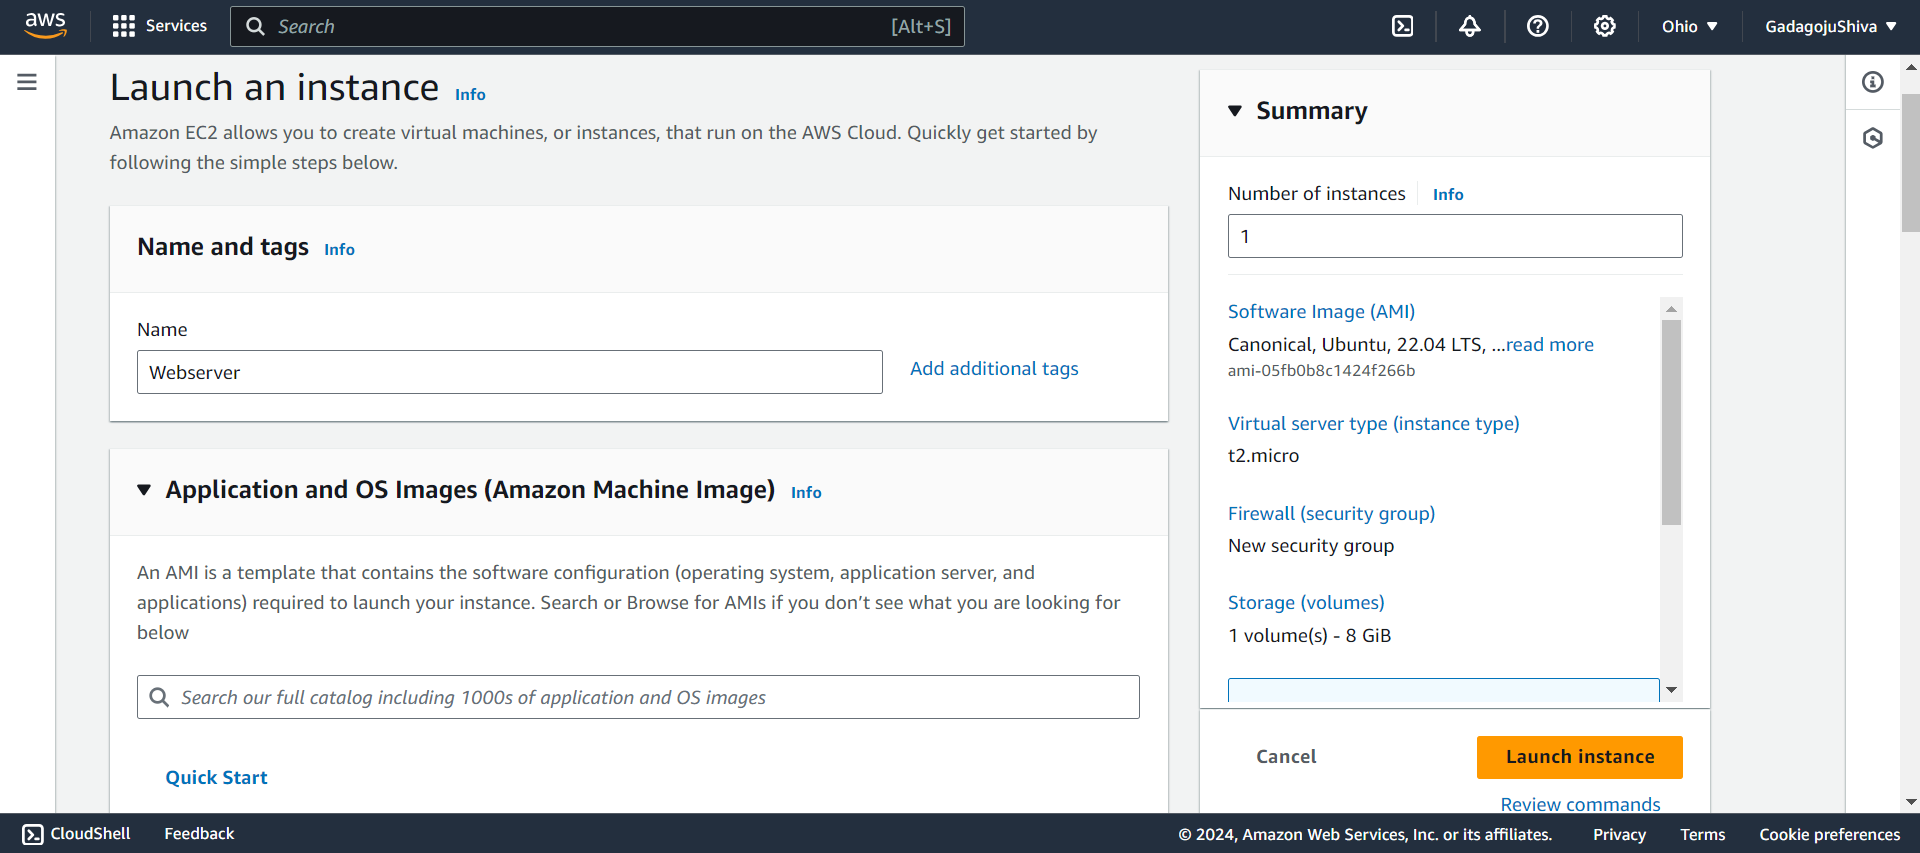 aws
Services
Search
[Alt+S]
Ohio
GadagojuShiva
Launch an instance Info
Amazon EC2 allows you to create virtual machines, or instances, that run on the AWS Cloud. Quickly get started by
following the simple steps below.
Name and tags Info
Name
Webserver
Add additional tags
Application and OS Images (Amazon Machine Image) Info
An AMI is a template that contains the software configuration (operating system, application server, and
applications) required to launch your instance. Search or Browse for AMIs if you don’t see what you are looking for
below
Search our full catalog including 1000s of application and OS images
Quick Start
Summary
Number of instances Info
1
Software Image (AMI)
Canonical, Ubuntu, 22.04 LTS, ...read more
ami-05fb0b8c1424f266b
Virtual server type (instance type)
t2.micro
Firewall (security group)
New security group
Storage (volumes)
1 volume(s) - 8 GiB
Cancel
Launch instance
Review commands
CloudShell
Feedback
© 2024, Amazon Web Services, Inc. or its affiliates.
Privacy
Terms
Cookie preferences